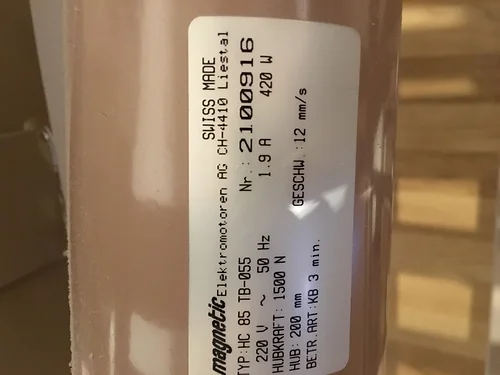 SWISS MADE
magnetic Elektromotoren AG CH-4410 Liestal
TYP:HC 85 TB-055 Nr.: 2100916
220 V ~ 50 Hz 1.9 A 420 W
HUBKRAFT: 1500 N
HUB: 200 mm GESCHW.:12 mm/s
BETR.ART:KB 3 min.